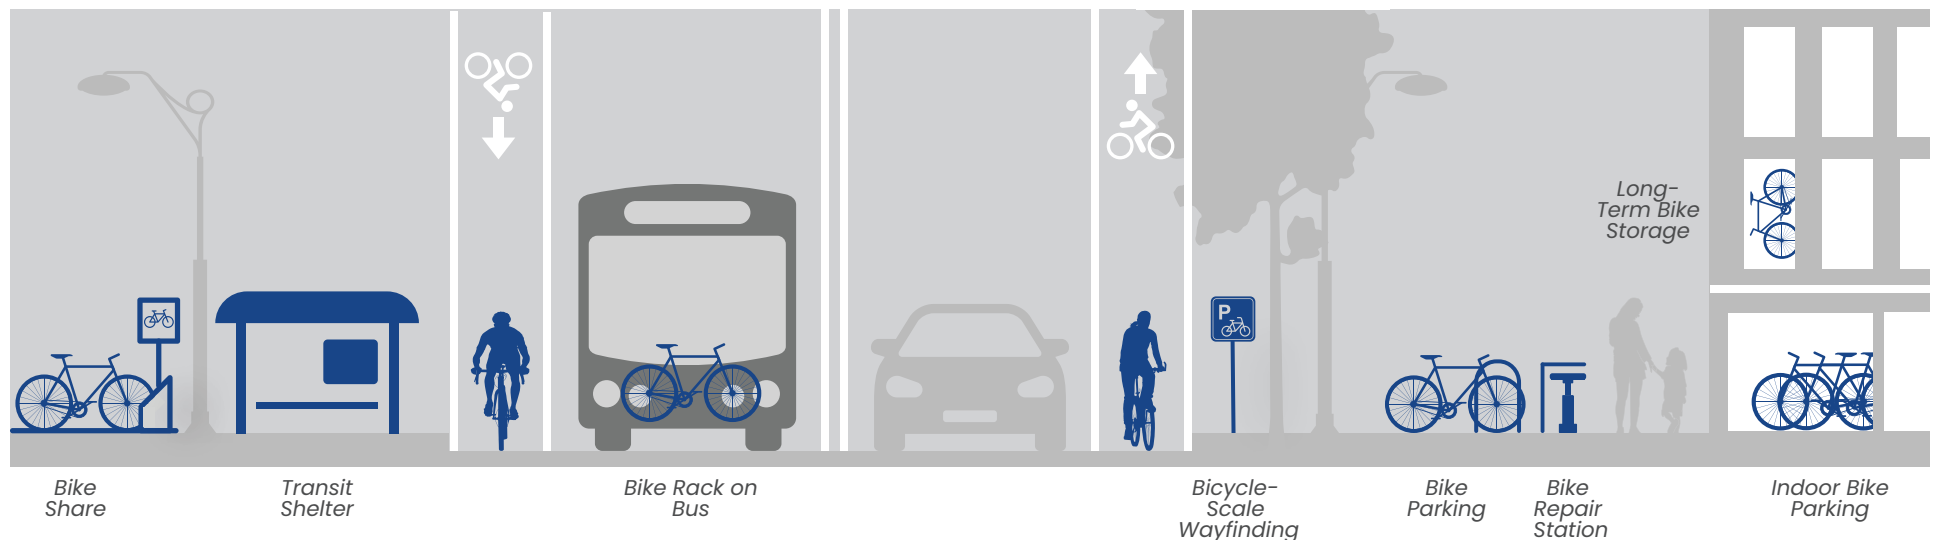 P
Long-
Term Bike
Storage
Bike
Share
Transit
Shelter
Bike Rack on
Bus
Bicycle-
Scale
Wayfinding
Bike
Parking
Bike
Repair
Station
Indoor Bike
Parking